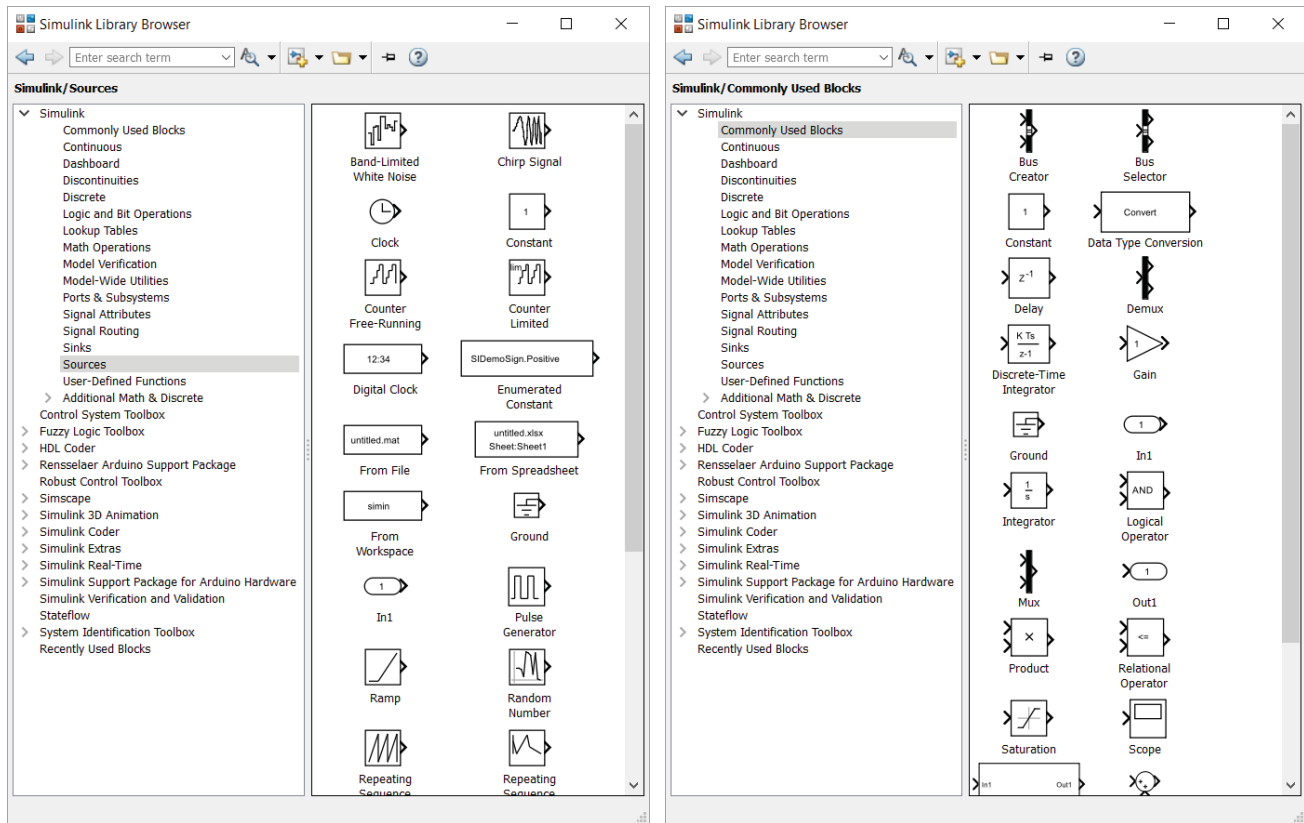 Simulink Library Browser
Enter search term
Simulink/Sources
Simulink
Commonly Used Blocks
Continuous
Dashboard
Discontinuities
Discrete
Logic and Bit Operations
Lookup Tables
Math Operations
Model Verification
Model-Wide Utilities
Ports & Subsystems
Signal Attributes
Signal Routing
Sinks
Sources
User-Defined Functions
Additional Math & Discrete
Control System Toolbox
Fuzzy Logic Toolbox
HDL Coder
Rensselaer Arduino Support Package
Robust Control Toolbox
Simscape
Simulink 3D Animation
Simulink Coder
Simulink Extras
Simulink Real-Time
Simulink Support Package for Arduino Hardware
Simulink Verification and Validation
Stateflow
System Identification Toolbox
Recently Used Blocks
Band-Limited
White Noise
Chirp Signal
Clock
1
Constant
Counter
Free-Running
lim
Counter
Limited
12:34
Digital Clock
SlDemoSign.Positive
Enumerated
Constant
untitled.mat
From File
untitled.xlsx
Sheet:Sheet1
From Spreadsheet
simin
From
Workspace
Ground
1
In1
Pulse
Generator
Ramp
Random
Number
Repeating
Sequence
Repeating
Sequence
Simulink Library Browser
Enter search term
Simulink/Commonly Used Blocks
Simulink
Commonly Used Blocks
Continuous
Dashboard
Discontinuities
Discrete
Logic and Bit Operations
Lookup Tables
Math Operations
Model Verification
Model-Wide Utilities
Ports & Subsystems
Signal Attributes
Signal Routing
Sinks
Sources
User-Defined Functions
Additional Math & Discrete
Control System Toolbox
Fuzzy Logic Toolbox
HDL Coder
Rensselaer Arduino Support Package
Robust Control Toolbox
Simscape
Simulink 3D Animation
Simulink Coder
Simulink Extras
Simulink Real-Time
Simulink Support Package for Arduino Hardware
Simulink Verification and Validation
Stateflow
System Identification Toolbox
Recently Used Blocks
Bus
Creator
Bus
Selector
1
Constant
Convert
Data Type Conversion
z-1
Delay
Demux
K Ts
z-1
Discrete-Time
Integrator
1
Gain
Ground
1
In1
1
s
Integrator
AND
Logical
Operator
Mux
1
Out1
×
Product
<=
Relational
Operator
Saturation
Scope
In1 Out1
+ +